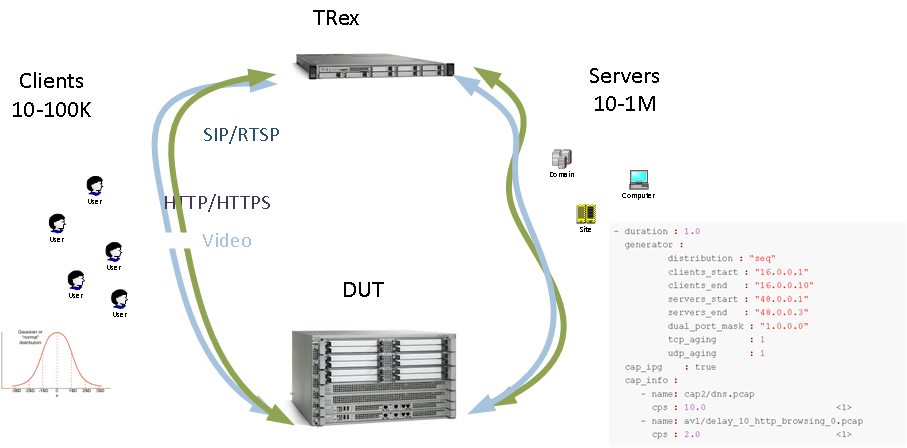 TRex
Clients
10-100K
Servers
10-1M
SIP/RTSP
Domain
Computer
User
HTTP/HTTPS
Site
User
Video
User
User
User
DUT
- duration : 1.0
generator :
distribution : "seq"
clients_start : "16.0.0.1"
clients_end : "16.0.0.10"
servers_start : "48.0.0.1"
servers_end : "48.0.0.3"
dual_port_mask : "1.0.0.0"
tcp_aging : 1
udp_aging : 1
cap_ipg : true
cap_info :
- name: cap2/dns.pcap
cps : 10.0 <1>
- name: avl/delay_10_http_browsing_0.pcap
cps : 2.0 <1>
Gaussian or
"normal"
distribution